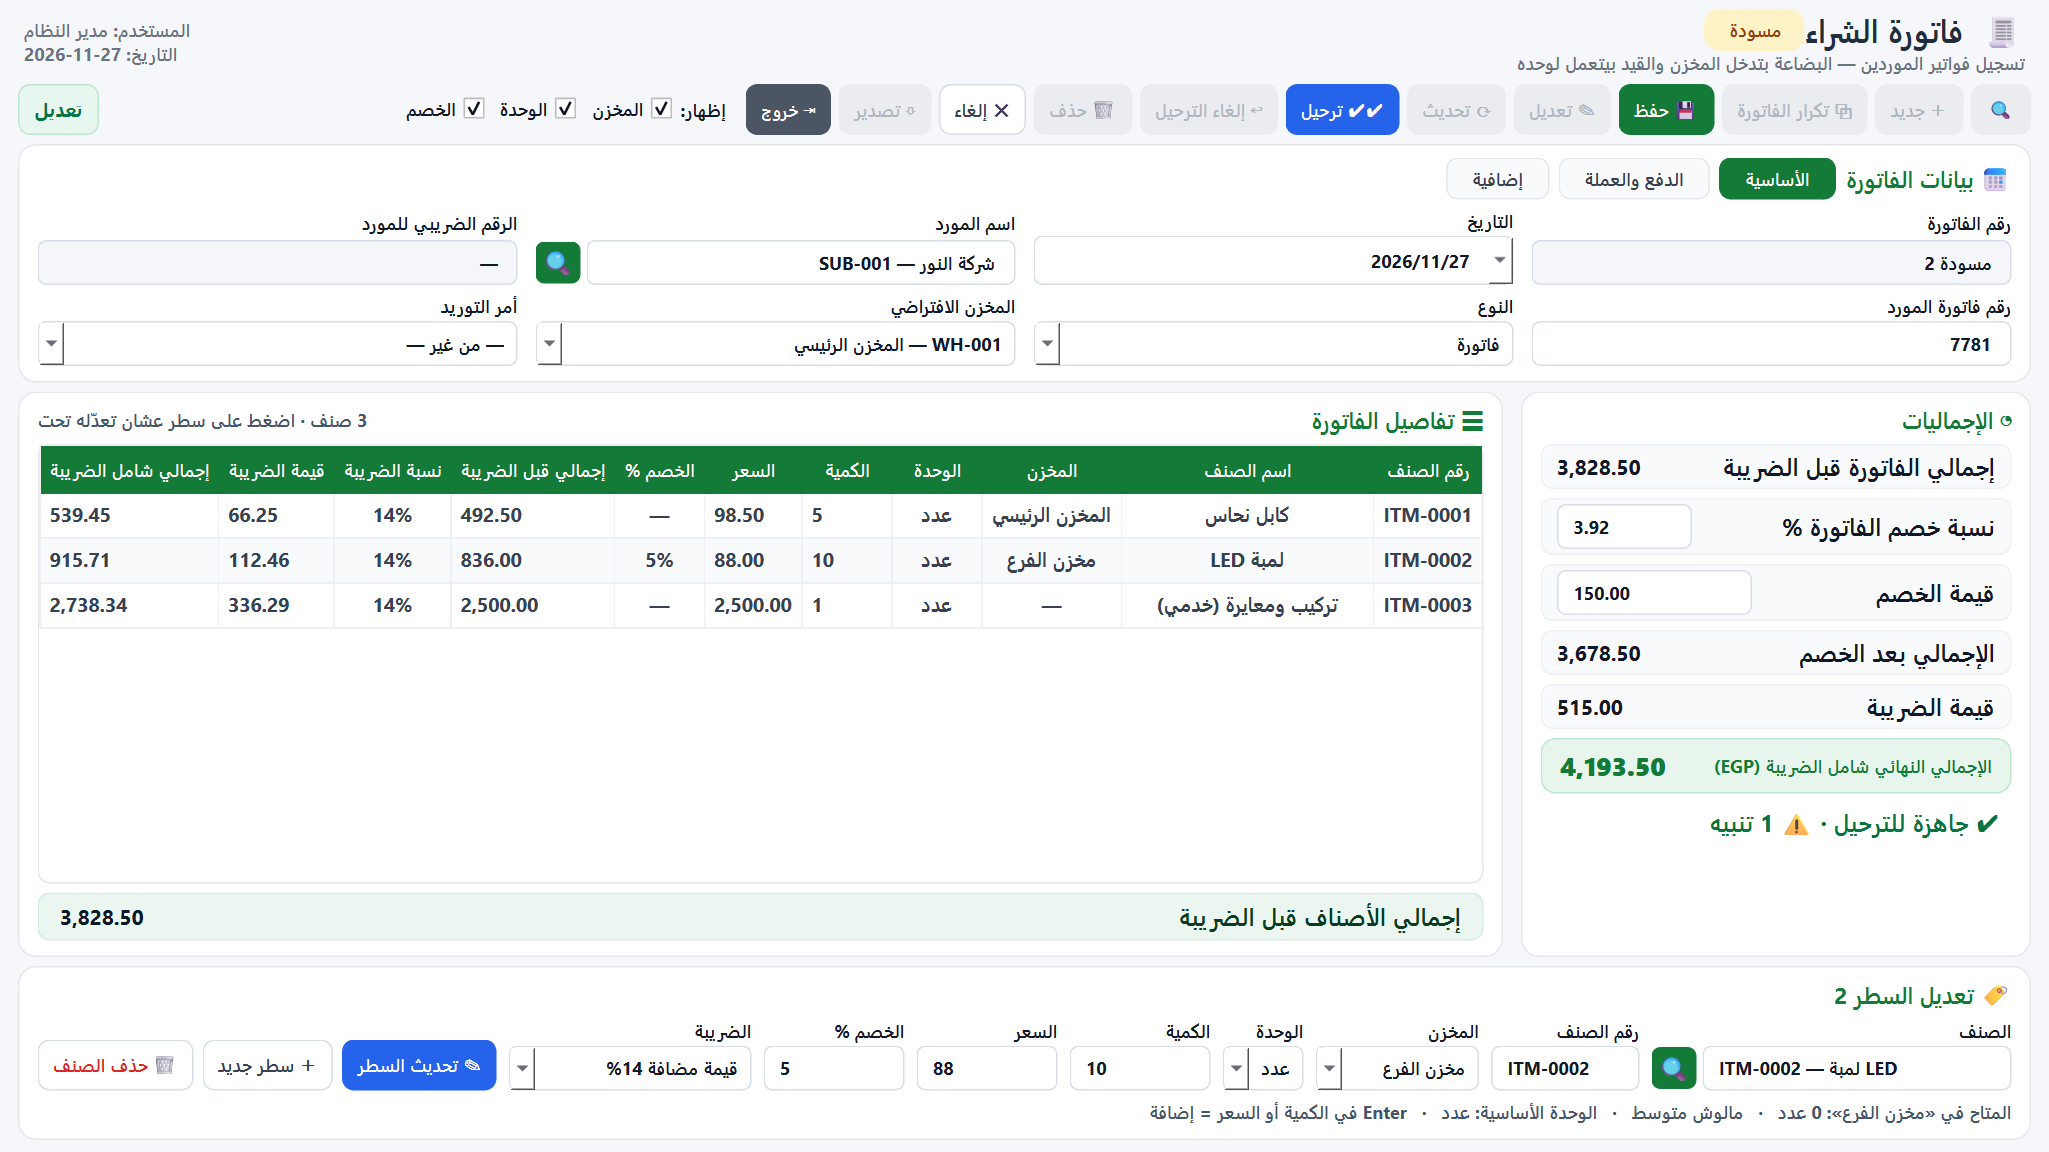 فاتورة الشراء مسودة
تسجيل فواتير الموردين — البضاعة بتدخل المخزن والقيد بيتعمل لوحده
المستخدم: مدير النظام
التاريخ: 27-11-2026
+ جديد
تكرار الفاتورة
حفظ
تعديل
تحديث
ترحيل
إلغاء الترحيل
حذف
إلغاء
تصدير
خروج
إظهار: المخزن الوحدة الخصم
تعديل
بيانات الفاتورة
الأساسية
الدفع والعملة
إضافية
رقم الفاتورة
مسودة 2
التاريخ
2026/11/27
اسم المورد
SUB-001 — شركة النور
الرقم الضريبي للمورد
—
رقم فاتورة المورد
7781
النوع
فاتورة
المخزن الافتراضي
WH-001 — المخزن الرئيسي
أمر التوريد
— من غير —
الإجماليات
إجمالي الفاتورة قبل الضريبة 3,828.50
نسبة خصم الفاتورة % 3.92
قيمة الخصم 150.00
الإجمالي بعد الخصم 3,678.50
قيمة الضريبة 515.00
الإجمالي النهائي شامل الضريبة (EGP) 4,193.50
✔ جاهزة للترحيل · ⚠ 1 تنبيه
تفاصيل الفاتورة
3 صنف · اضغط على سطر عشان تعدّله تحت
رقم الصنف اسم الصنف المخزن الوحدة الكمية السعر الخصم % إجمالي قبل الضريبة نسبة الضريبة قيمة الضريبة إجمالي شامل الضريبة
ITM-0001 كابل نحاس المخزن الرئيسي عدد 5 98.50 — 492.50 14% 66.25 539.45
ITM-0002 لمبة LED مخزن الفرع عدد 10 88.00 5% 836.00 14% 112.46 915.71
ITM-0003 تركيب ومعايرة (خدمي) — عدد 1 2,500.00 — 2,500.00 14% 336.29 2,738.34
إجمالي الأصناف قبل الضريبة 3,828.50
تعديل السطر 2
الصنف
ITM-0002 — لمبة LED
رقم الصنف
ITM-0002
المخزن
مخزن الفرع
الوحدة
عدد
الكمية
10
السعر
88
الخصم %
5
الضريبة
قيمة مضافة 14%
تحديث السطر
+ سطر جديد
حذف الصنف
المتاح في «مخزن الفرع»: 0 عدد · مالوش متوسط · الوحدة الأساسية: عدد · Enter في الكمية أو السعر = إضافة